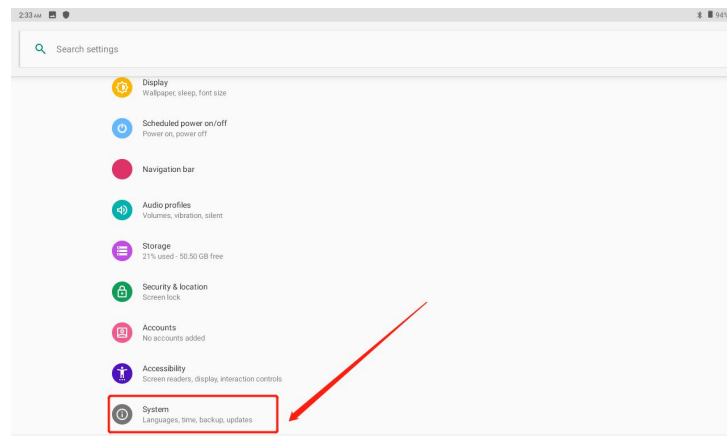 2:33 AM
94%
Search settings
Display
Wallpaper, sleep, font size
Scheduled power on/off
Power on, power off
Navigation bar
Audio profiles
Volumes, vibration, silent
Storage
21% used - 50.50 GB free
Security & location
Screen lock
Accounts
No accounts added
Accessibility
Screen readers, display, interaction controls
System
Languages, time, backup, updates